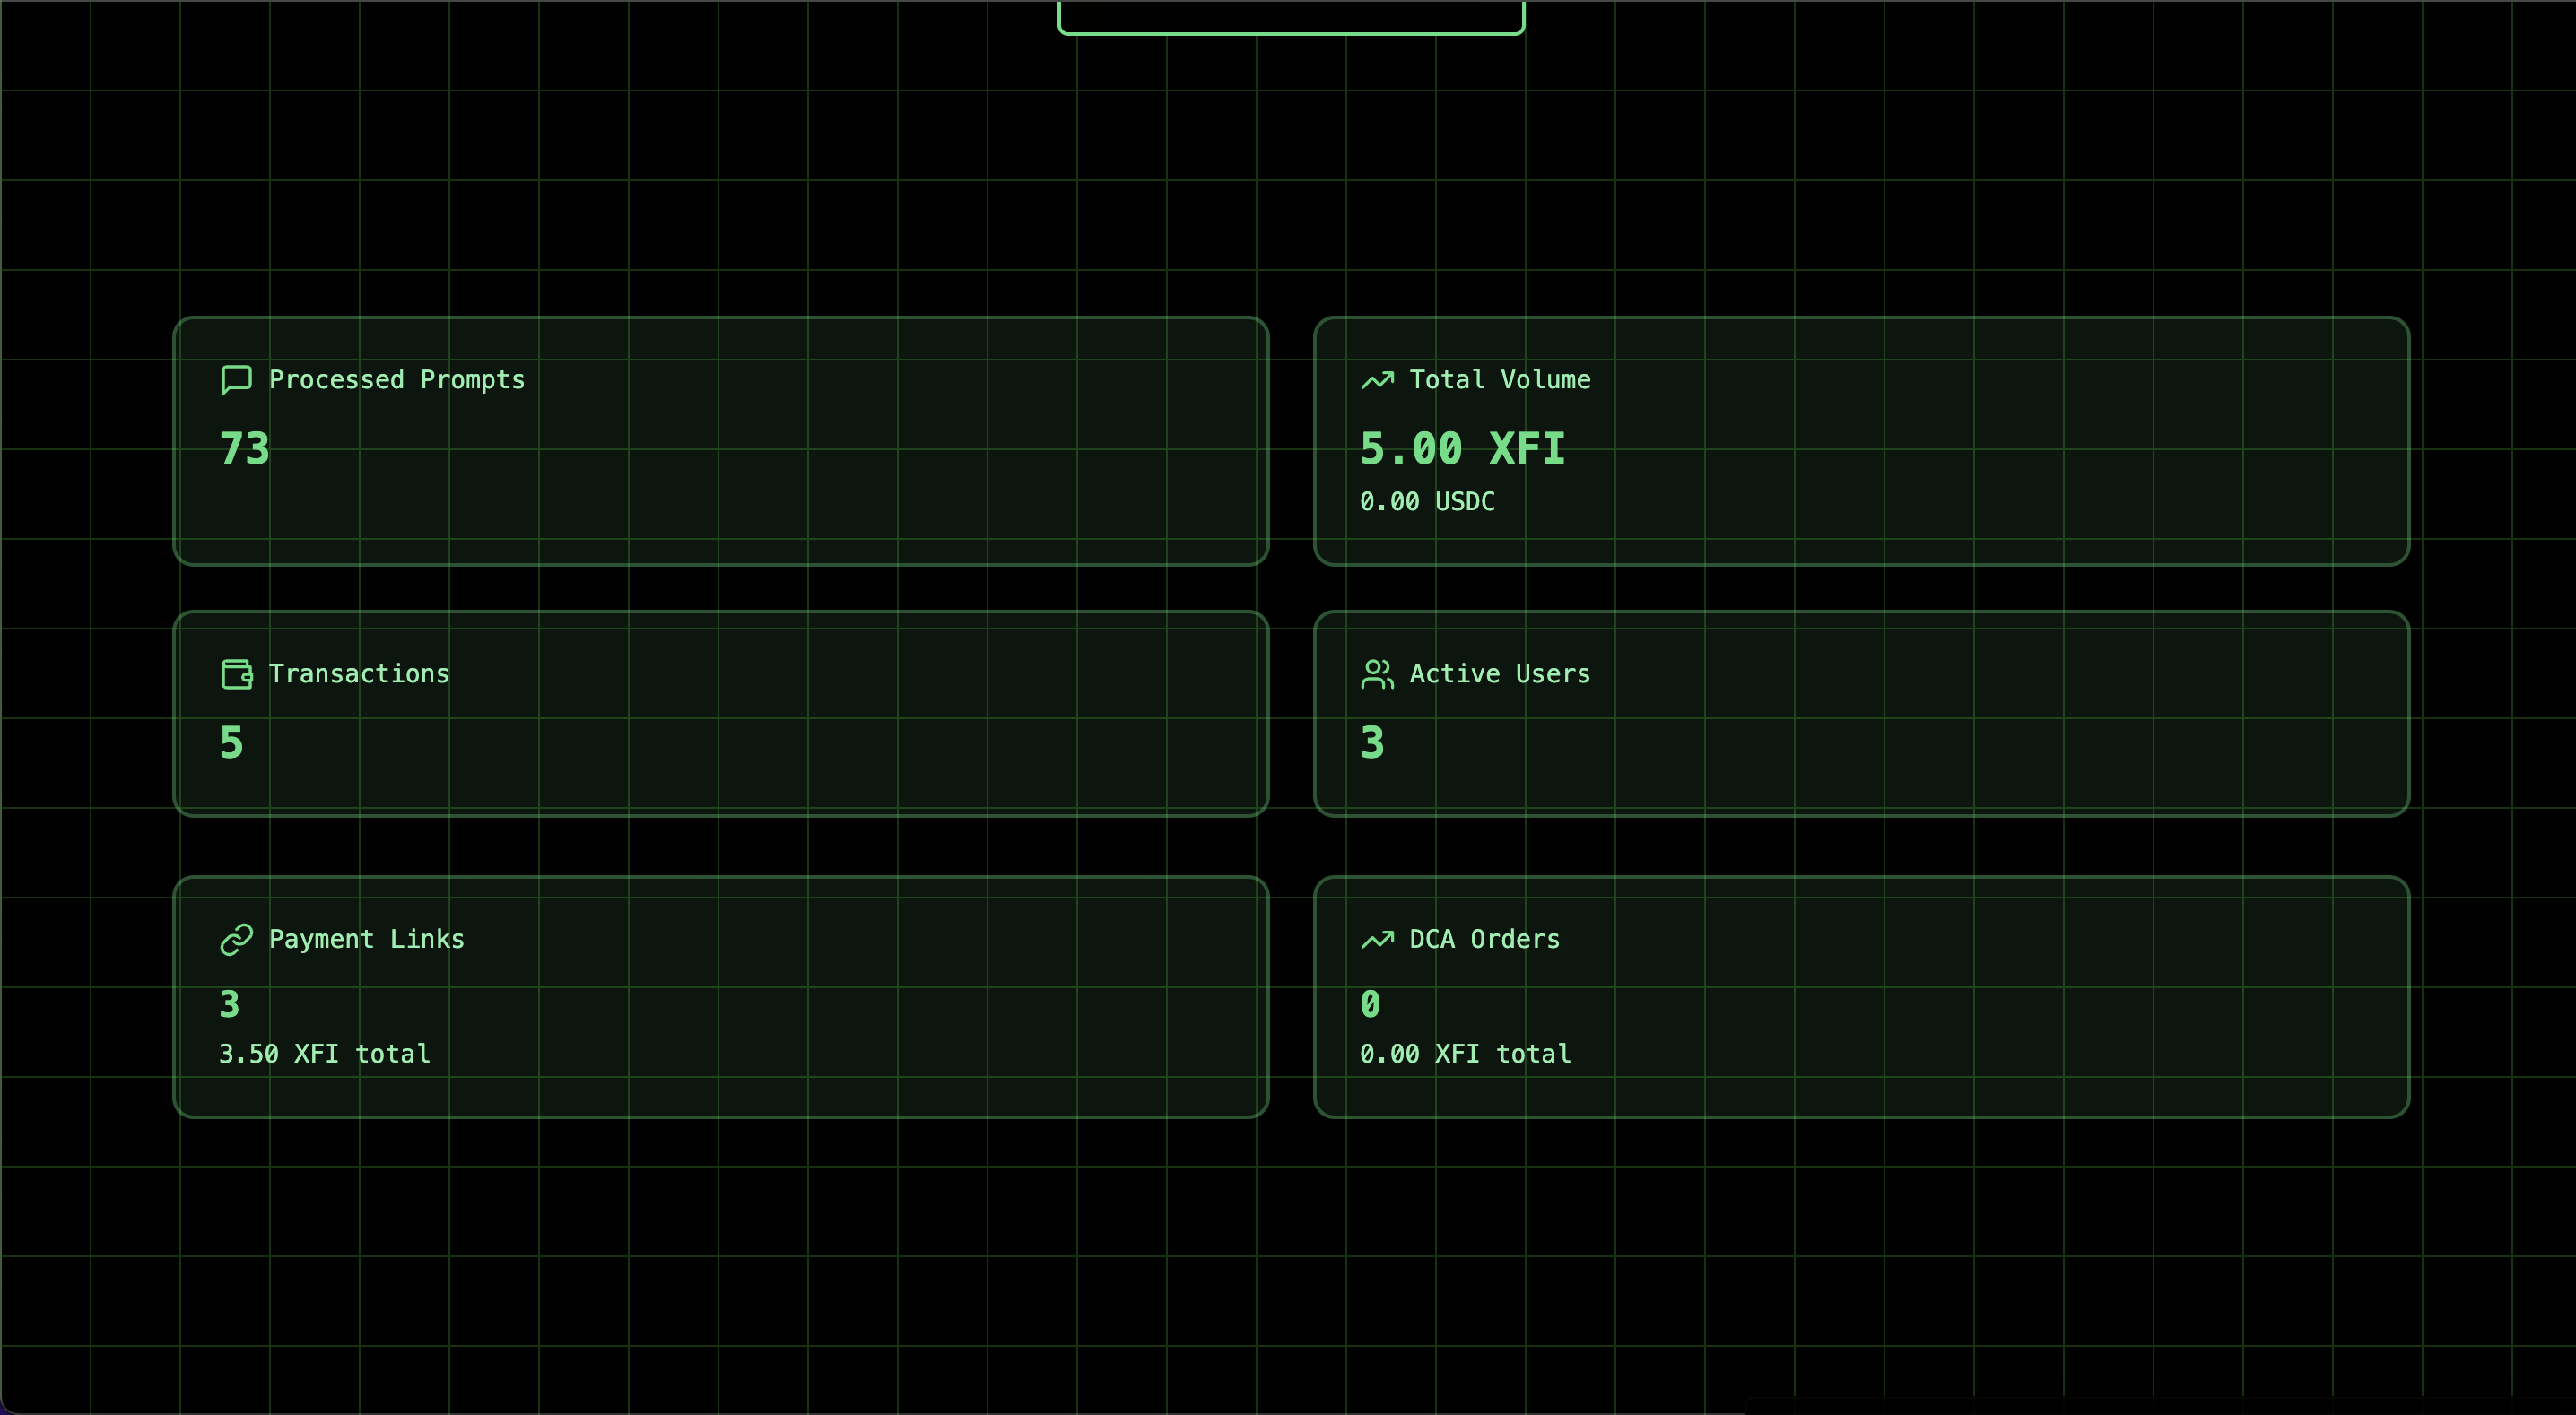 Processed Prompts
73
Total Volume
5.00 XFI
0.00 USDC
Transactions
5
Active Users
3
Payment Links
3
3.50 XFI total
DCA Orders
0
0.00 XFI total